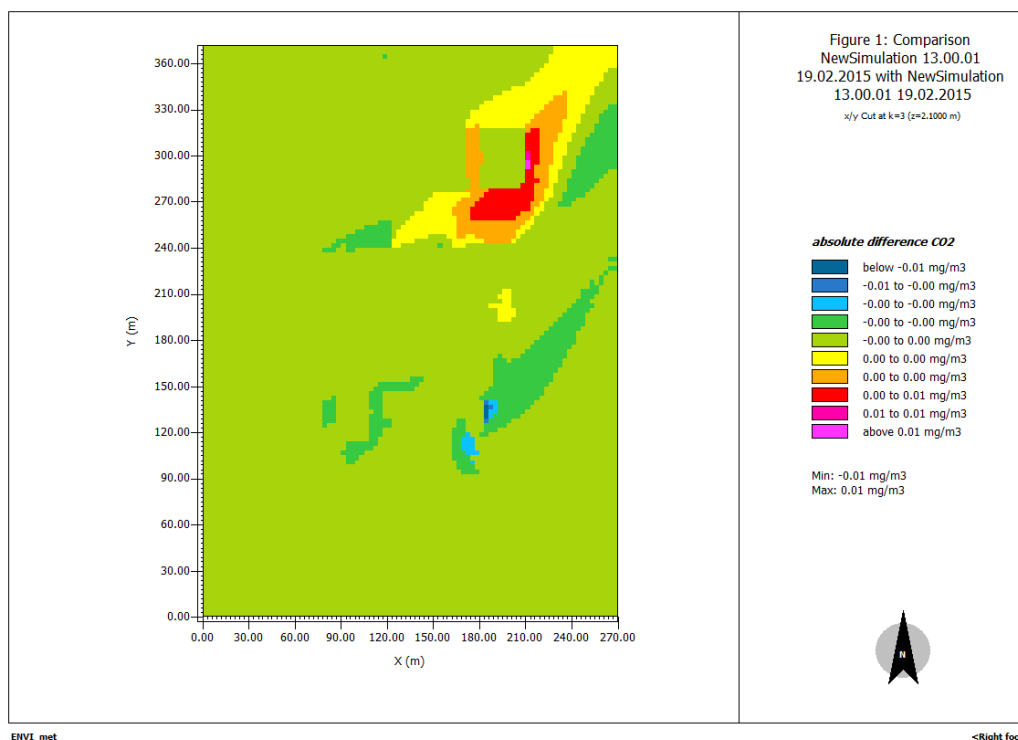 Figure 1: Comparison
NewSimulation 13.00.01
19.02.2015 with NewSimulation
13.00.01 19.02.2015
x/y Cut at k=3 (z=2.1000 m)
360.00
330.00
300.00
270.00
240.00
210.00
180.00
150.00
120.00
90.00
60.00
30.00
0.00
Y (m)
0.00 30.00 60.00 90.00 120.00 150.00 180.00 210.00 240.00 270.00
X (m)
absolute difference CO2
below -0.01 mg/m3
-0.01 to -0.00 mg/m3
-0.00 to -0.00 mg/m3
-0.00 to -0.00 mg/m3
-0.00 to 0.00 mg/m3
0.00 to 0.00 mg/m3
0.00 to 0.00 mg/m3
0.00 to 0.01 mg/m3
0.01 to 0.01 mg/m3
above 0.01 mg/m3
Min: -0.01 mg/m3
Max: 0.01 mg/m3
N
ENVI_met
<Right foo